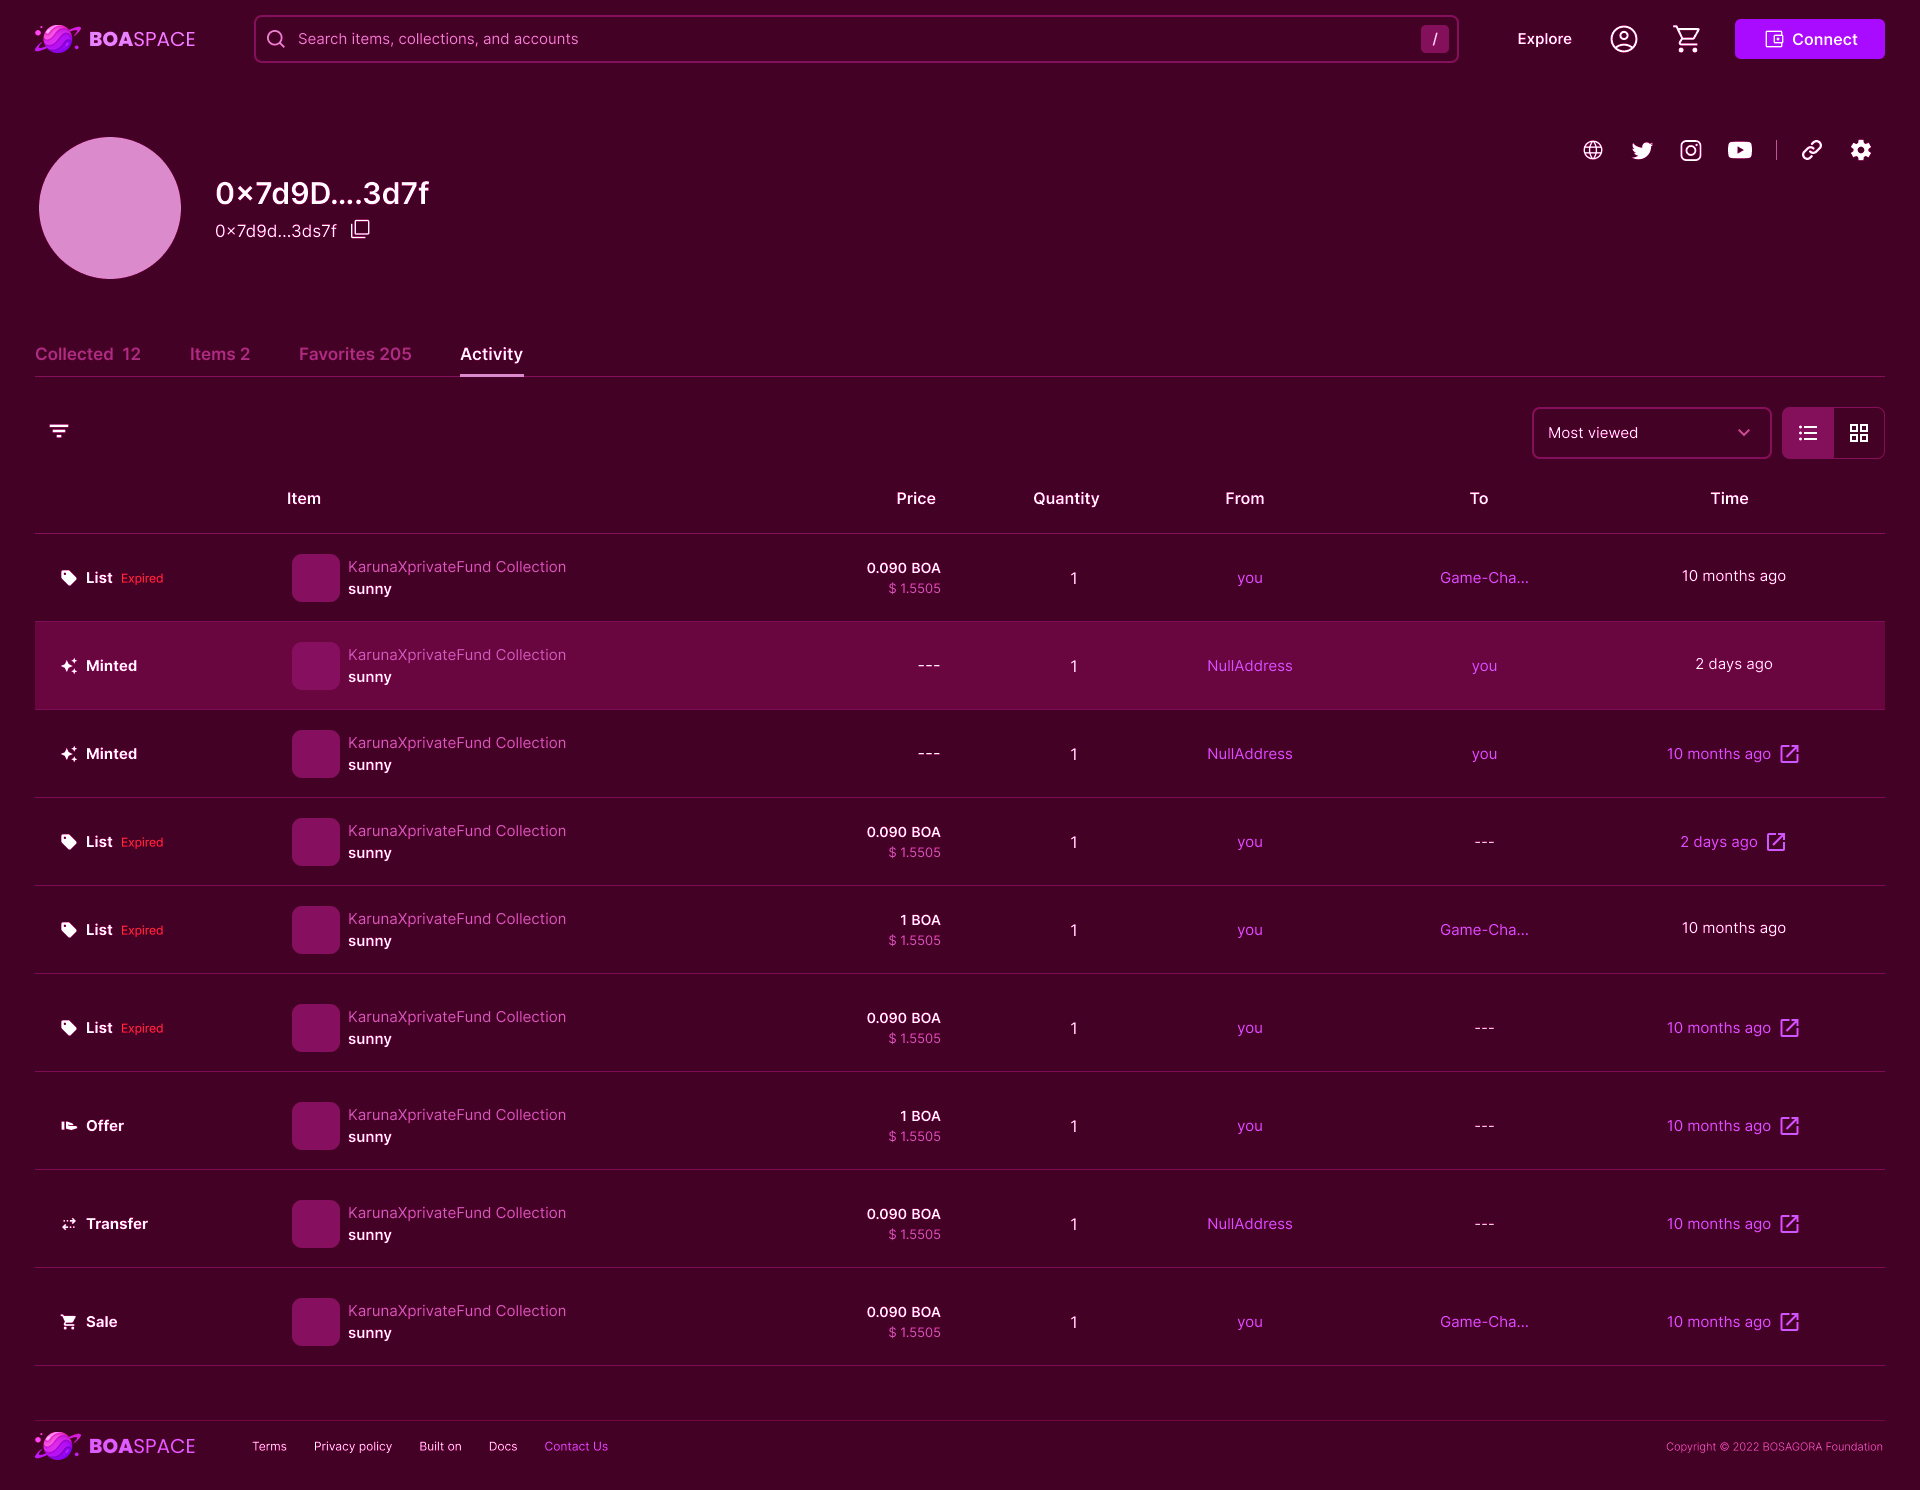 BOASPACE
Search items, collections, and accounts
/
Explore
Connect
0×7d9D....3d7f
0×7d9d...3ds7f
Collected 12
Items 2
Favorites 205
Activity
Most viewed
Item Price Quantity From To Time
List Expired KarunaXprivateFund Collection sunny 0.090 BOA $ 1.5505 1 you Game-Cha... 10 months ago
Minted KarunaXprivateFund Collection sunny --- 1 NullAddress you 2 days ago
Minted KarunaXprivateFund Collection sunny --- 1 NullAddress you 10 months ago
List Expired KarunaXprivateFund Collection sunny 0.090 BOA $ 1.5505 1 you --- 2 days ago
List Expired KarunaXprivateFund Collection sunny 1 BOA $ 1.5505 1 you Game-Cha... 10 months ago
List Expired KarunaXprivateFund Collection sunny 0.090 BOA $ 1.5505 1 you --- 10 months ago
Offer KarunaXprivateFund Collection sunny 1 BOA $ 1.5505 1 you --- 10 months ago
Transfer KarunaXprivateFund Collection sunny 0.090 BOA $ 1.5505 1 NullAddress --- 10 months ago
Sale KarunaXprivateFund Collection sunny 0.090 BOA $ 1.5505 1 you Game-Cha... 10 months ago
BOASPACE
Terms Privacy policy Built on Docs Contact Us
Copyright © 2022 BOSAGORA Foundation